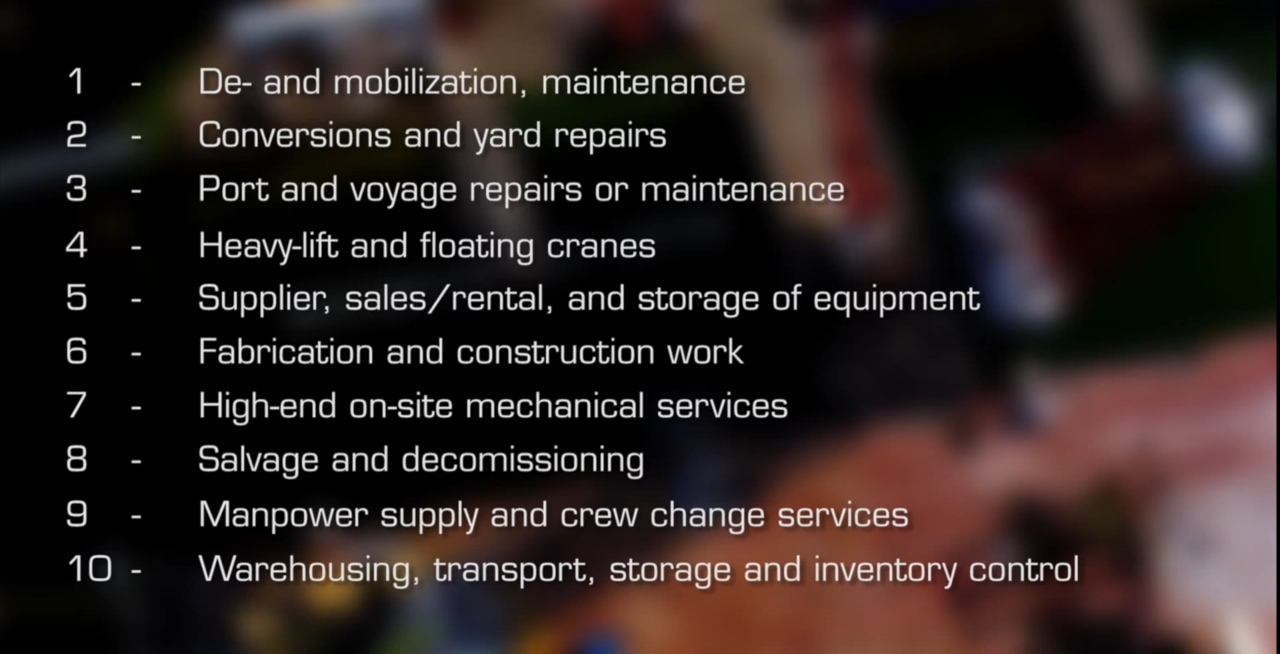 1 - De- and mobilization, maintenance
2 - Conversions and yard repairs
3 - Port and voyage repairs or maintenance
4 - Heavy-lift and floating cranes
5 - Supplier, sales/rental, and storage of equipment
6 - Fabrication and construction work
7 - High-end on-site mechanical services
8 - Salvage and decomissioning
9 - Manpower supply and crew change services
10 - Warehousing, transport, storage and inventory control